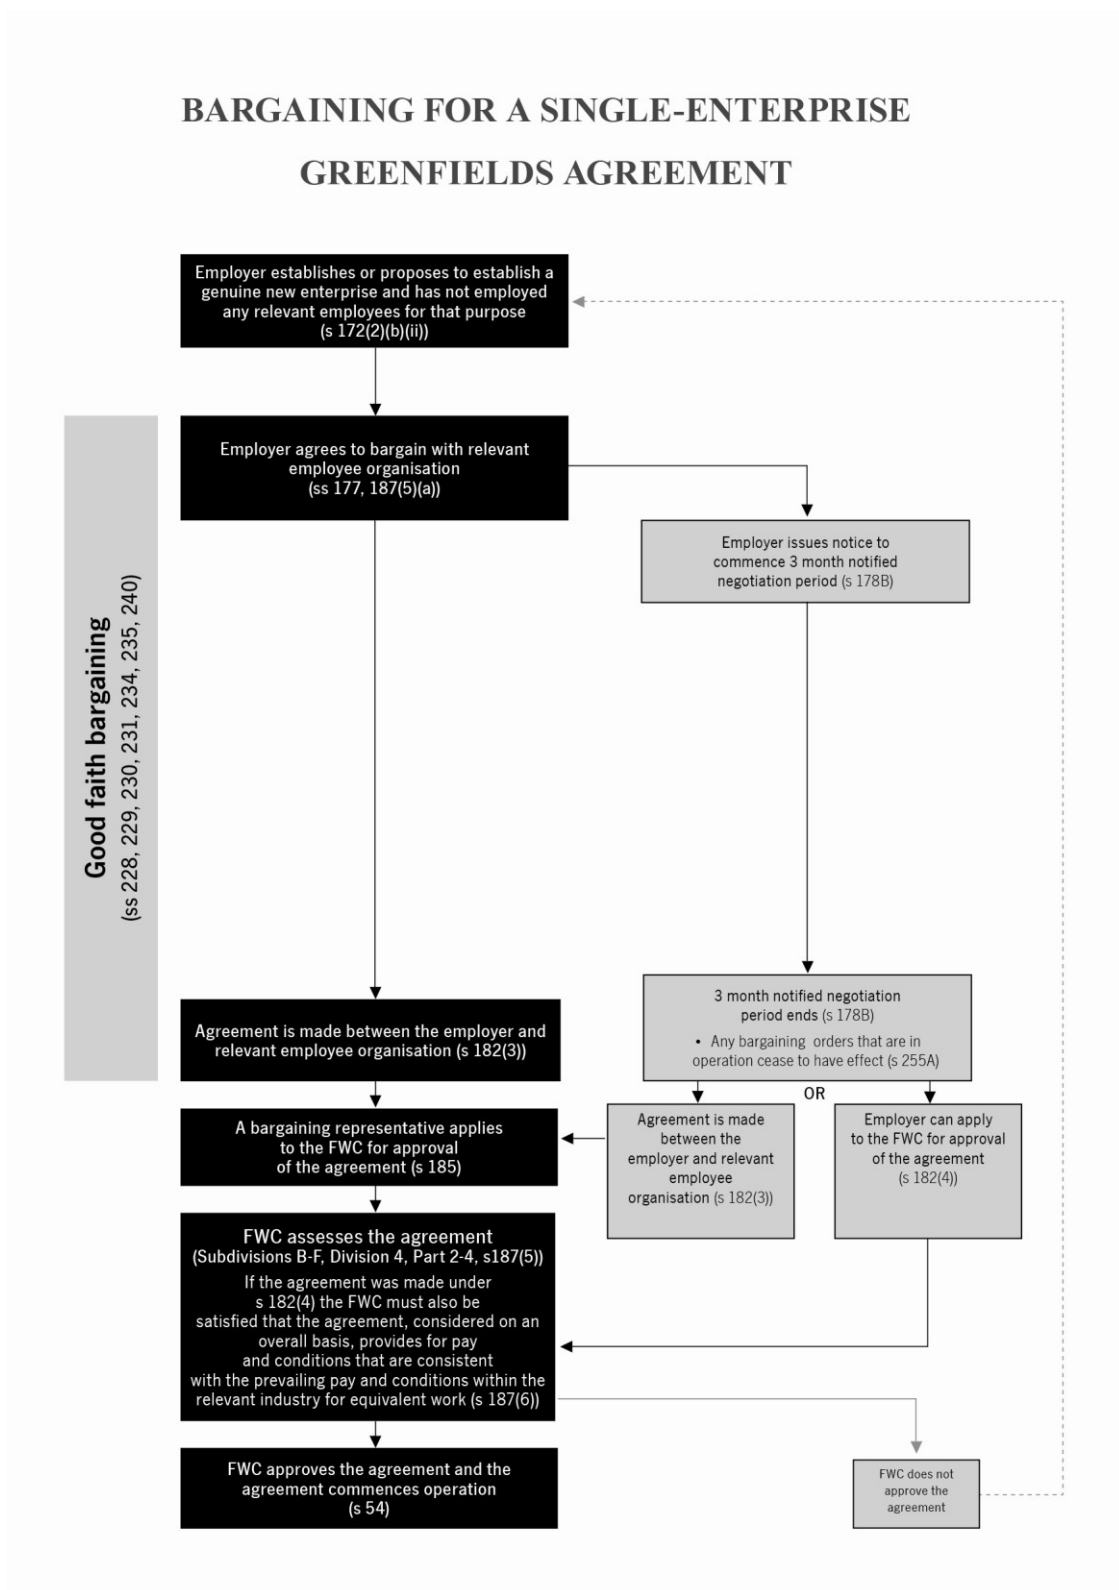 BARGAINING FOR A SINGLE-ENTERPRISE
GREENFIELDS AGREEMENT
Employer establishes or proposes to establish a
genuine new enterprise and has not employed
any relevant employees for that purpose
(s 172(2)(b)(ii))
Employer agrees to bargain with relevant
employee organisation
(ss 177, 187(5)(a))
Employer issues notice to
commence 3 month notified
negotiation period (s 178B)
Good faith bargaining
(ss 228, 229, 230, 231, 234, 235, 240)
3 month notified negotiation
period ends (s 178B)
• Any bargaining orders that are in
operation cease to have effect (s 255A)
Agreement is made between the employer and
relevant employee organisation (s 182(3))
OR
A bargaining representative applies
to the FWC for approval
of the agreement (s 185)
Agreement is made
between the
employer and relevant
employee
organisation (s 182(3))
Employer can apply
to the FWC for approval
of the agreement
(s 182(4))
FWC assesses the agreement
(Subdivisions B-F, Division 4, Part 2-4, s187(5))
If the agreement was made under
s 182(4) the FWC must also be
satisfied that the agreement, considered on an
overall basis, provides for pay
and conditions that are consistent
with the prevailing pay and conditions within the
relevant industry for equivalent work (s 187(6))
FWC approves the agreement and the
agreement commences operation
(s 54)
FWC does not
approve the
agreement